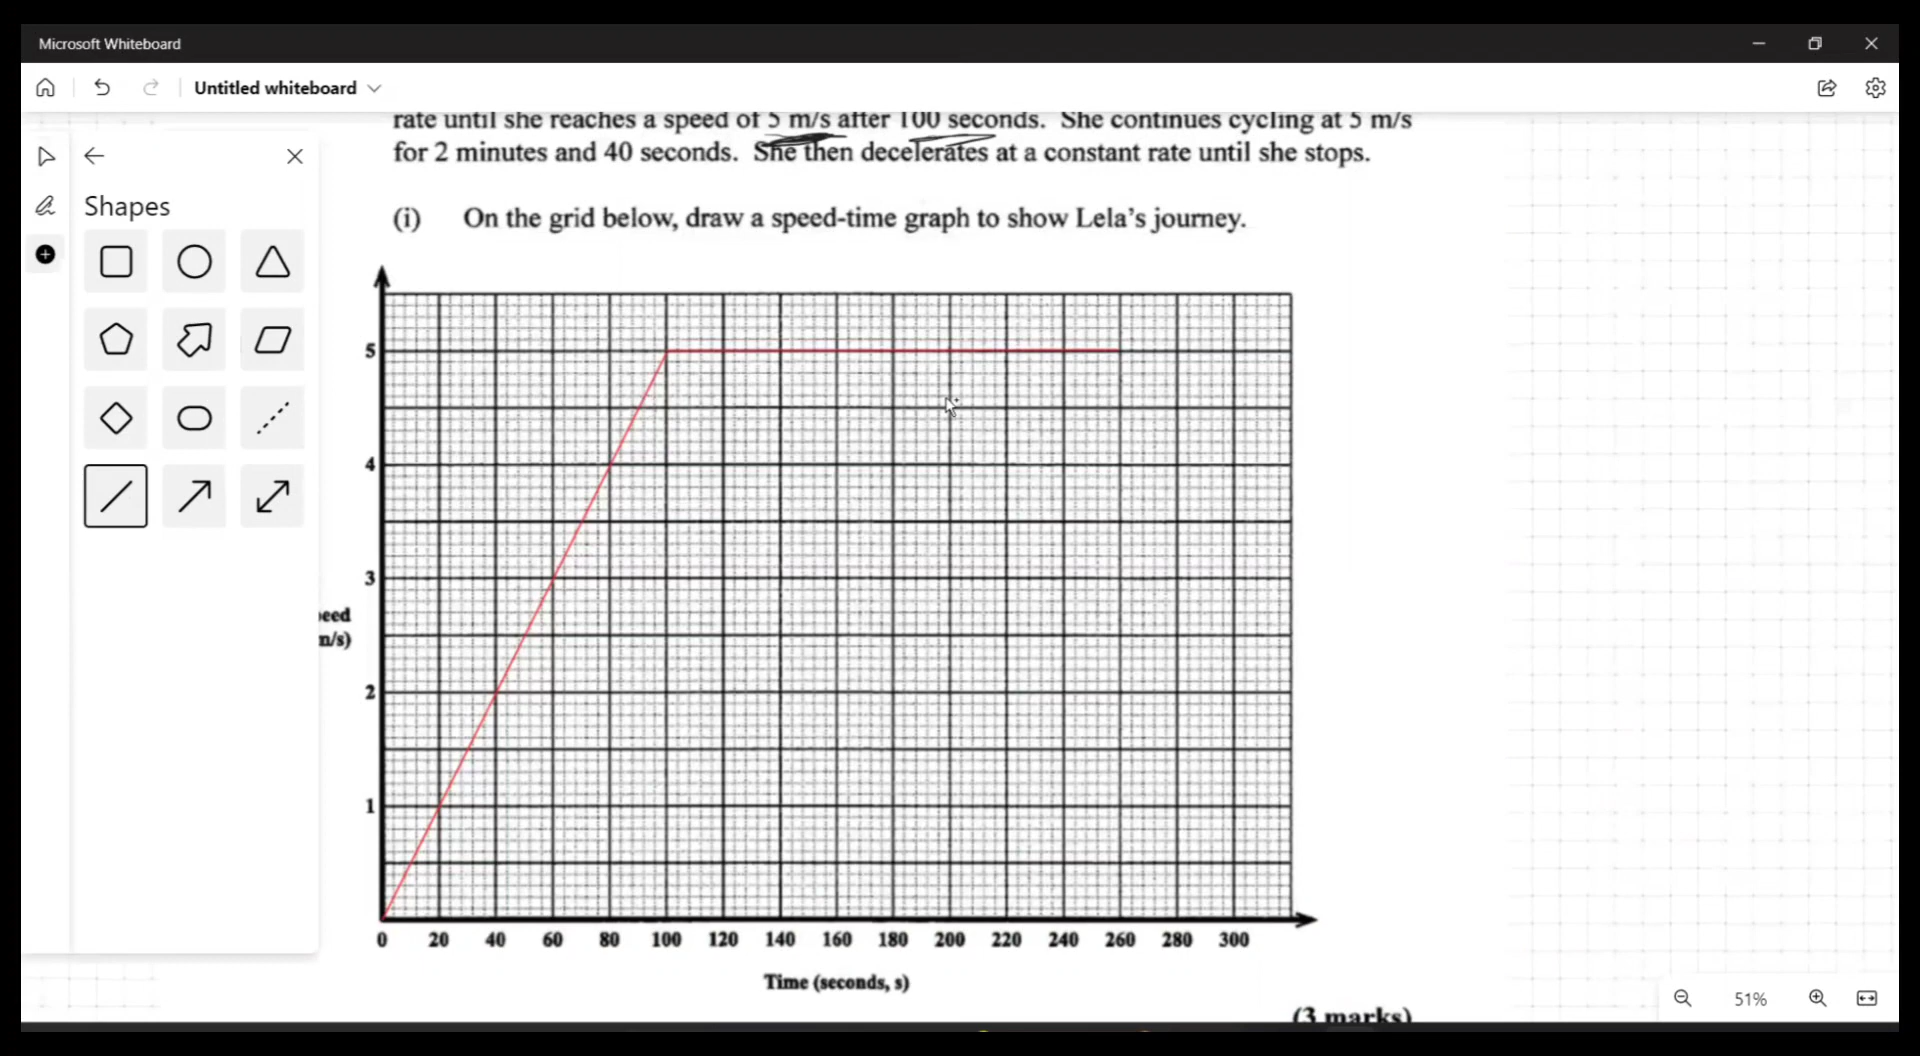 Microsoft Whiteboard
Untitled whiteboard
rate until she reaches a speed of 5 m/s after 100 seconds. She continues cycling at 5 m/s
for 2 minutes and 40 seconds. She then decelerates at a constant rate until she stops.
Shapes
(i) On the grid below, draw a speed-time graph to show Lela's journey.
5
4
3
eed
m/s)
2
1
0 20 40 60 80 100 120 140 160 180 200 220 240 260 280 300
Time (seconds, s)
51%
(3 marks)